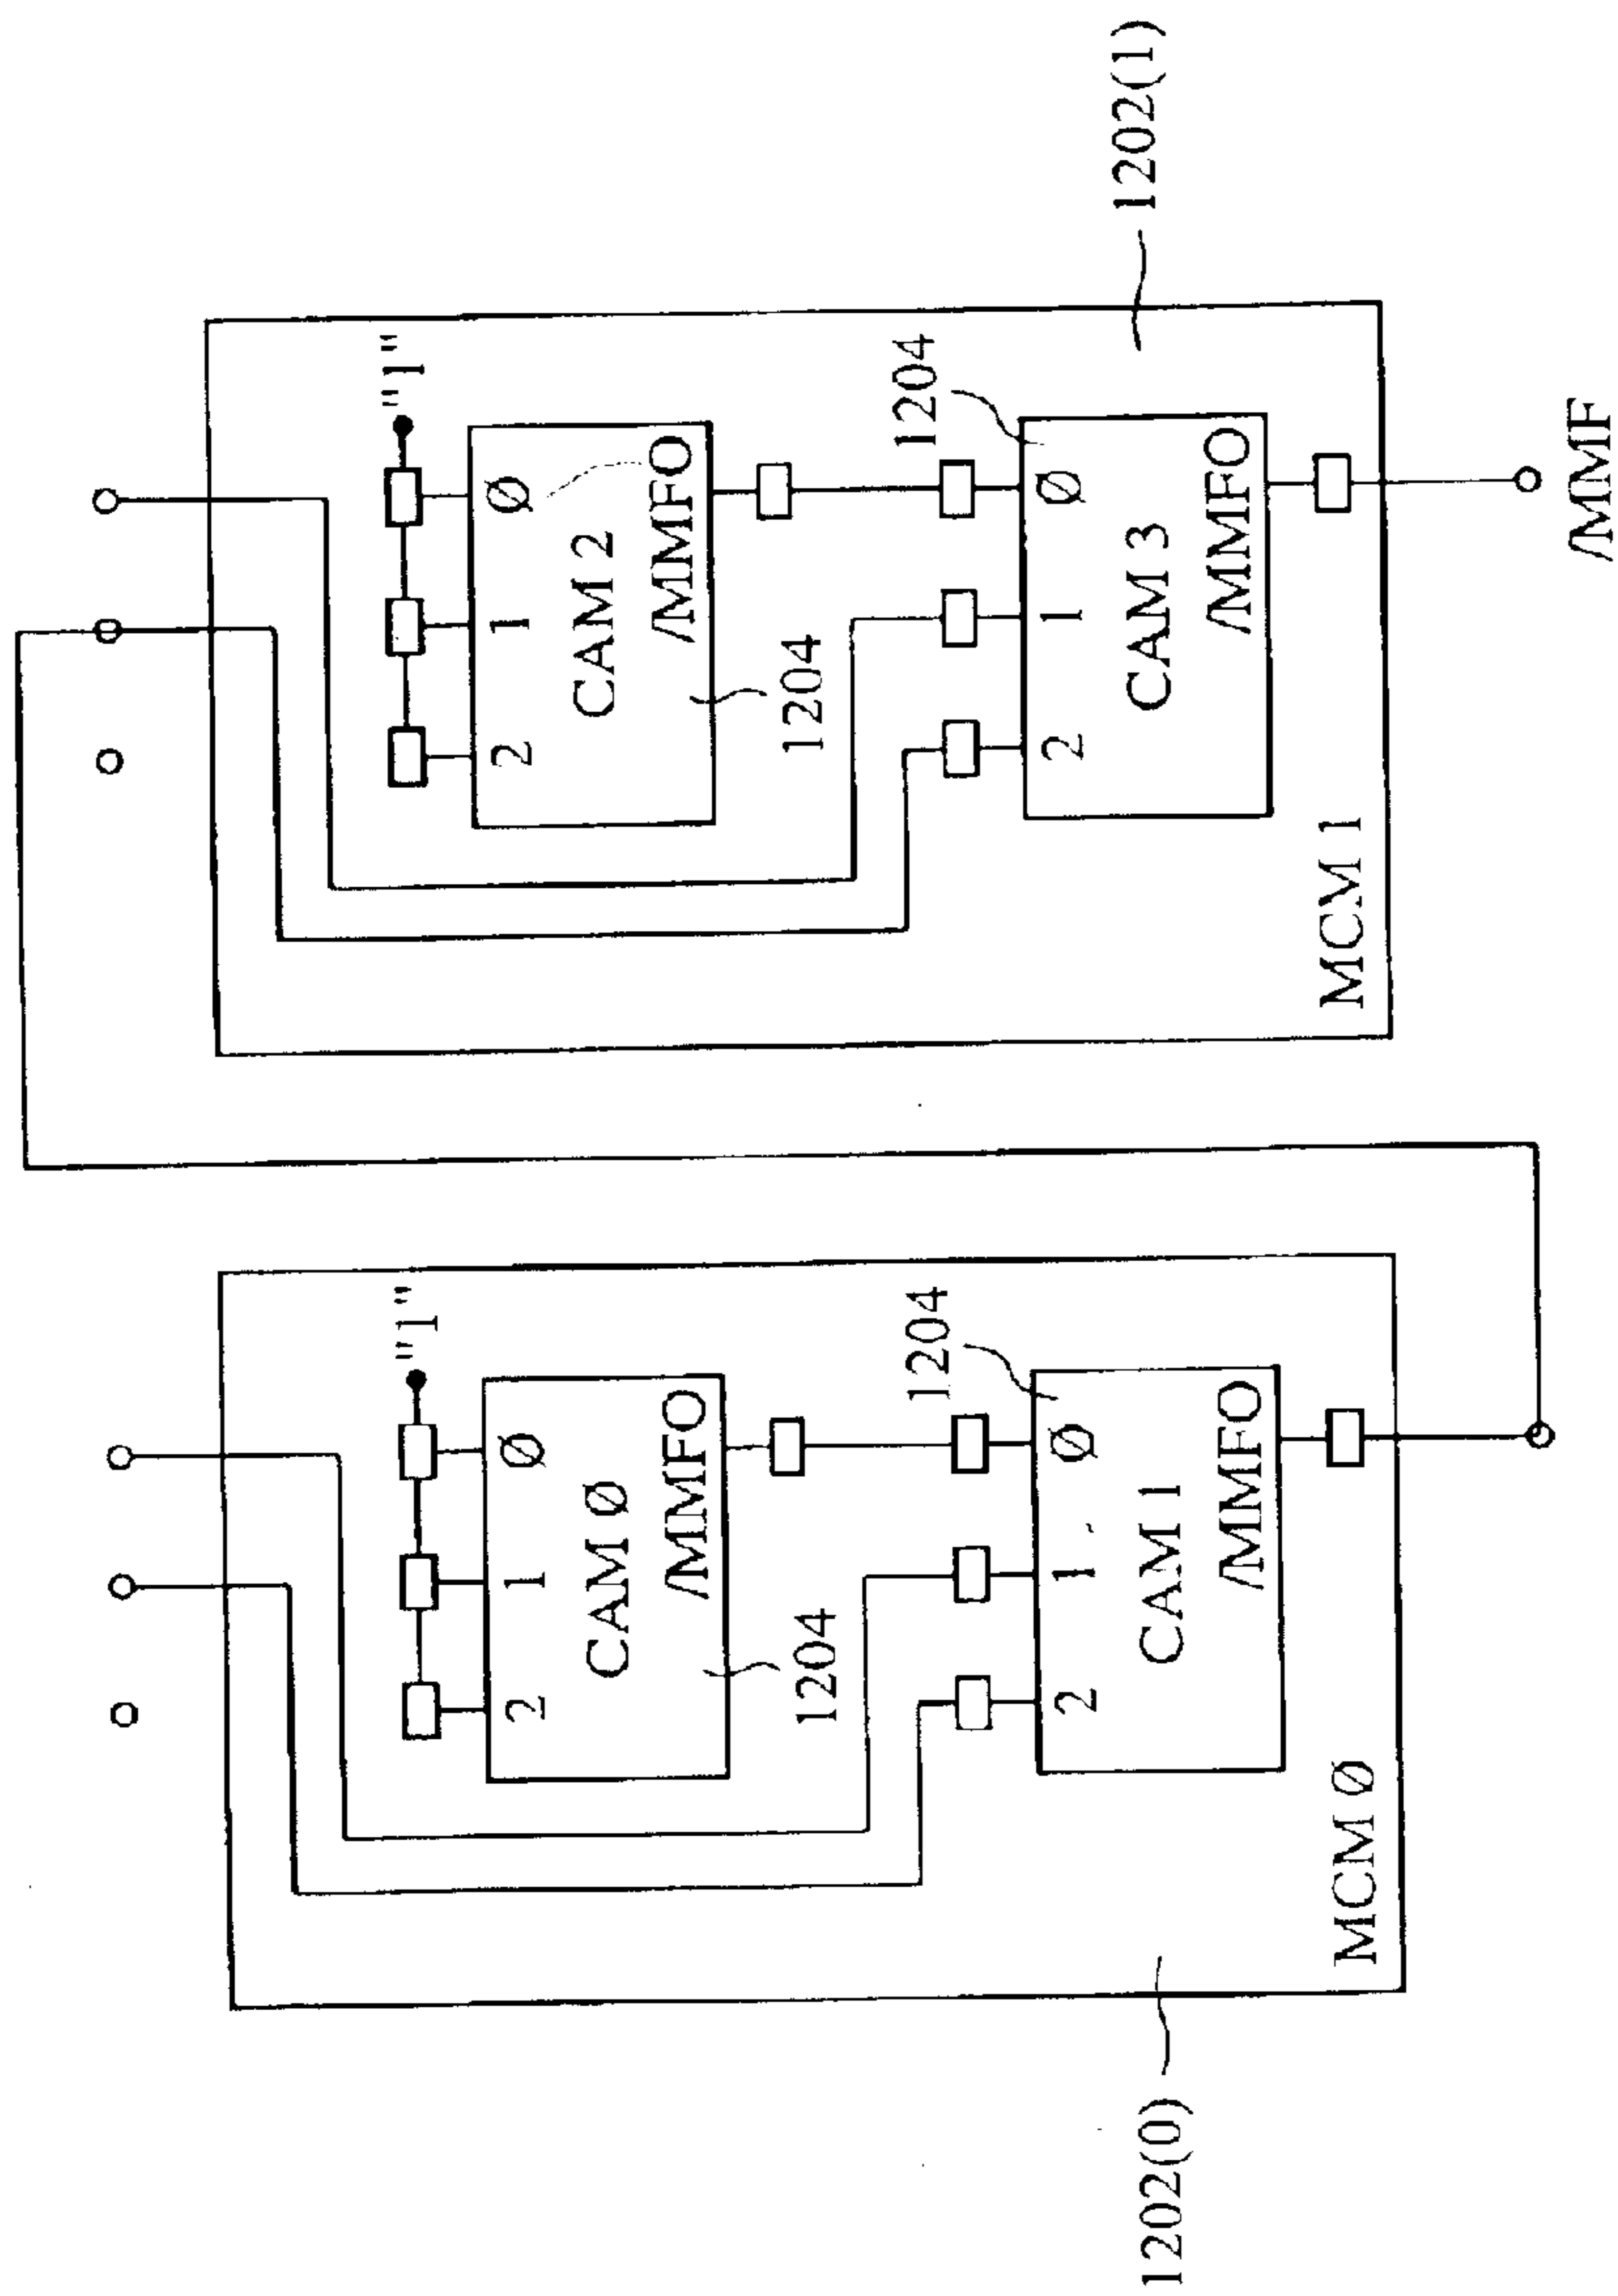 "1"
"1"
2 1 Ø
2 1 Ø
CAM Ø
CAM 2
/MMFO
/MMFO
1204
1204
1204
1204
2 1 Ø
2 1 Ø
CAM 1
CAM 3
/MMFO
/MMFO
MCM Ø
MCM 1
1202(0)
1202(1)
/MMF